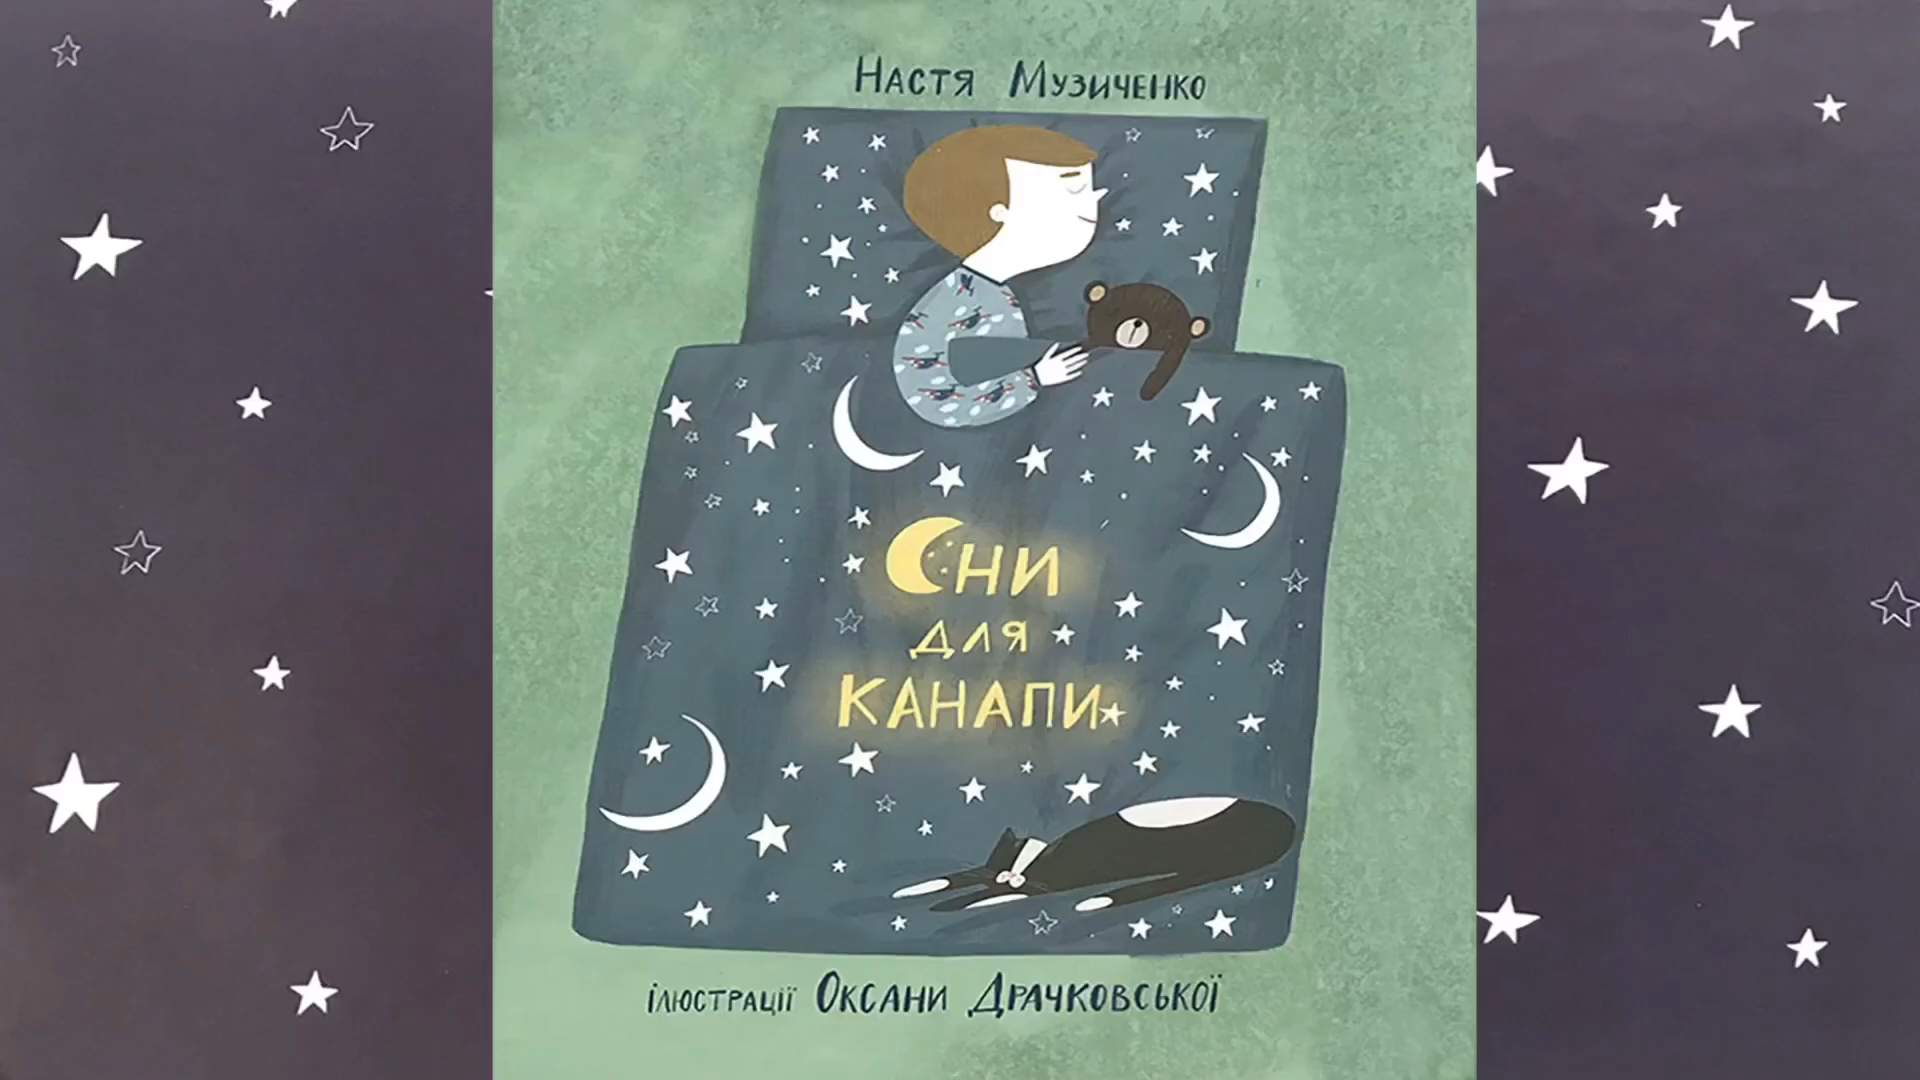 Настя Музиченко
Сни
для
канапи
ілюстрації Оксани Драчковської